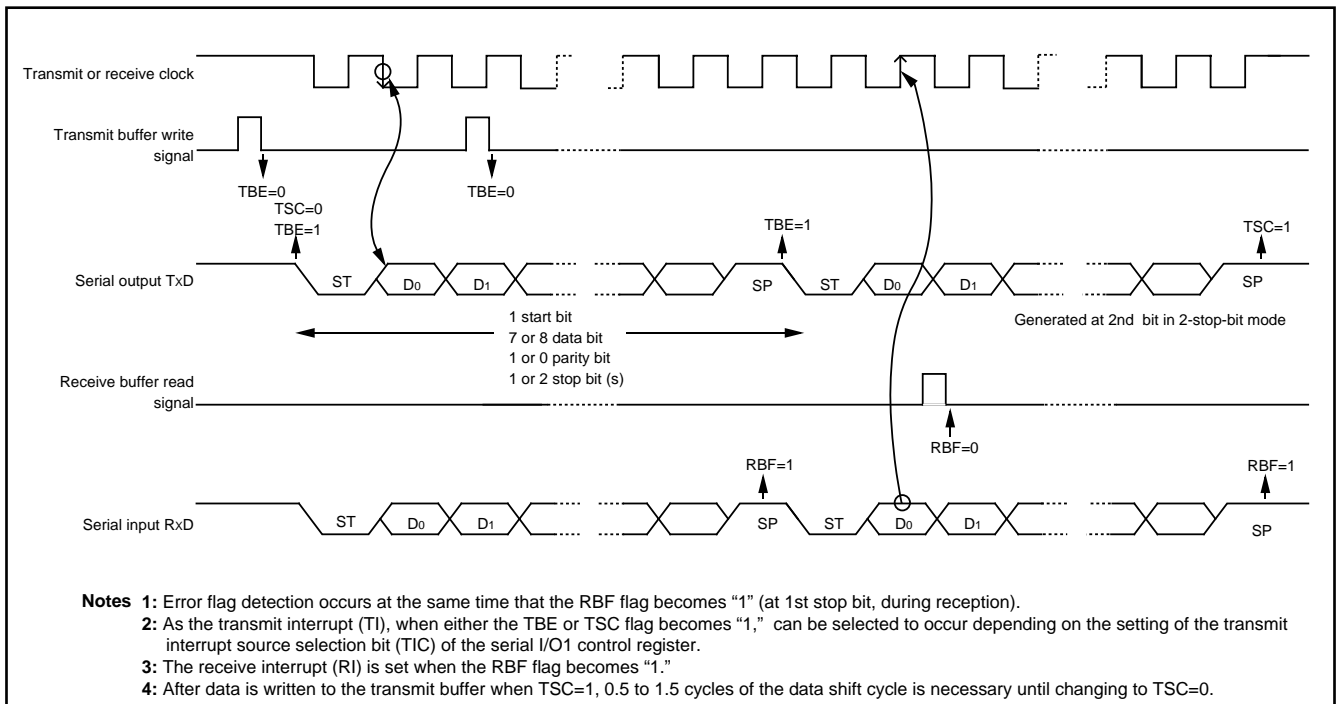 Transmit or receive clock
Transmit buffer write
signal
TBE=0
TSC=0
TBE=1
TBE=0
TBE=1
TSC=1
Serial output TxD
ST
D0
D1
SP
ST
D0
D1
SP
1 start bit
7 or 8 data bit
1 or 0 parity bit
1 or 2 stop bit (s)
Generated at 2nd bit in 2-stop-bit mode
Receive buffer read
signal
RBF=0
RBF=1
RBF=1
Serial input RxD
ST
D0
D1
SP
ST
D0
D1
SP
Notes 1: Error flag detection occurs at the same time that the RBF flag becomes “1” (at 1st stop bit, during reception).
2: As the transmit interrupt (TI), when either the TBE or TSC flag becomes “1,” can be selected to occur depending on the setting of the transmit
interrupt source selection bit (TIC) of the serial I/O1 control register.
3: The receive interrupt (RI) is set when the RBF flag becomes “1.”
4: After data is written to the transmit buffer when TSC=1, 0.5 to 1.5 cycles of the data shift cycle is necessary until changing to TSC=0.